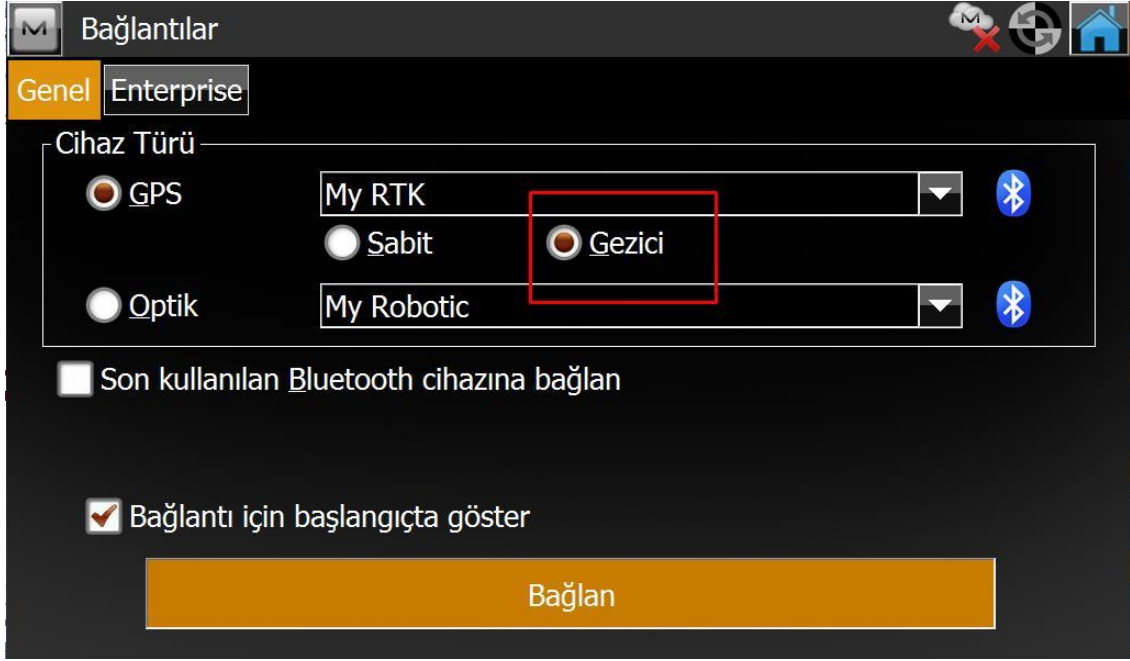 Bağlantılar
Genel Enterprise
Cihaz Türü
GPS My RTK
Sabit Gezici
Optik My Robotic
Son kullanılan Bluetooth cihazına bağlan
Bağlantı için başlangıçta göster
Bağlan